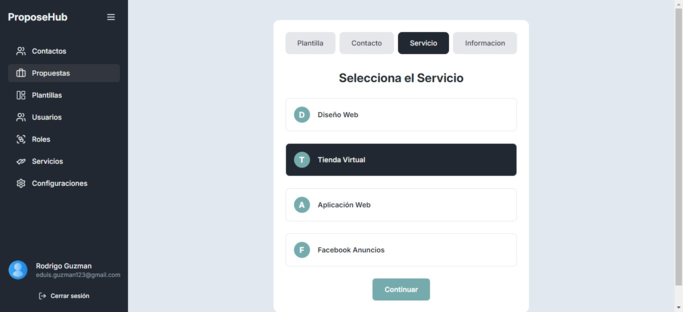 ProposeHub
Contactos
Propuestas
Plantillas
Usuarios
Roles
Servicios
Configuraciones
Rodrigo Guzman
eduis.guzman123@gmail.com
Cerrar sesión
Plantilla Contacto Servicio Informacion
Selecciona el Servicio
D Diseño Web
T Tienda Virtual
A Aplicación Web
F Facebook Anuncios
Continuar